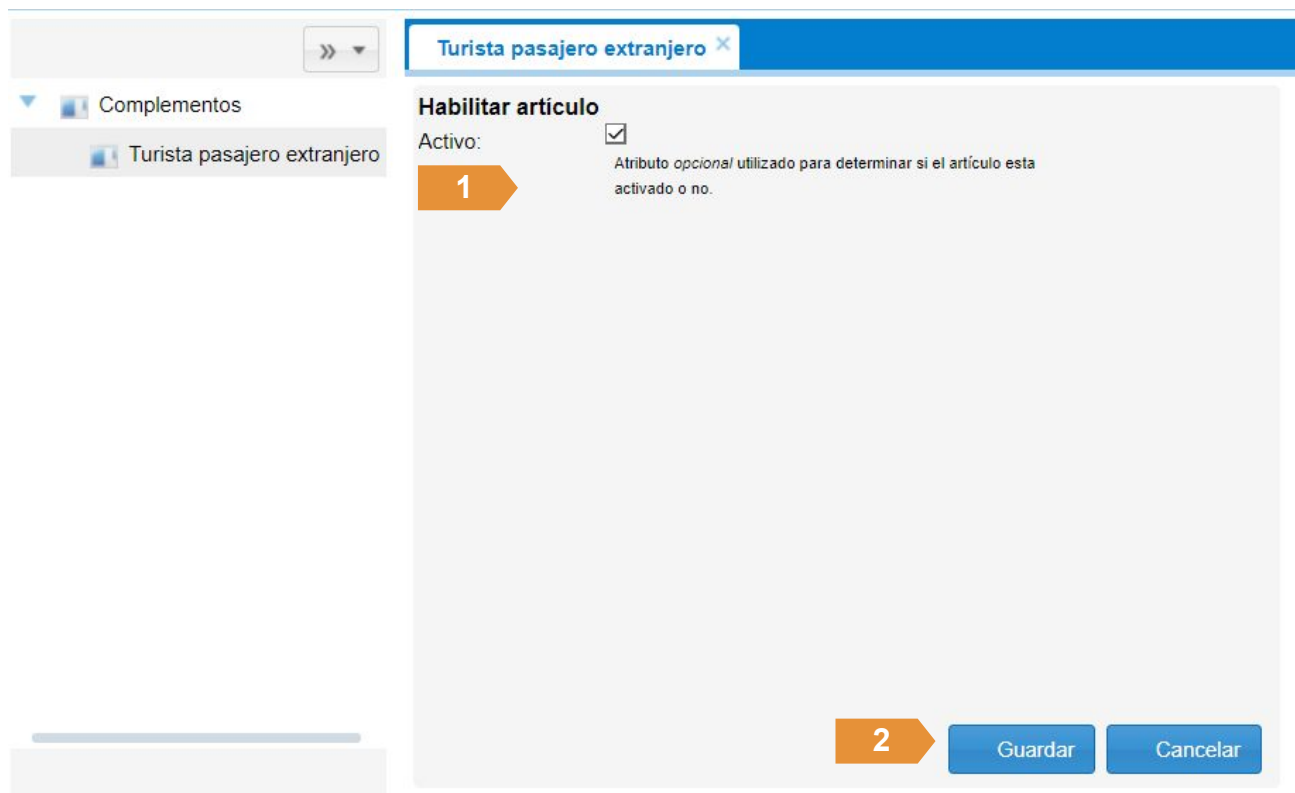 Turista pasajero extranjero
Complementos
Turista pasajero extranjero
Habilitar artículo
Activo:
Atributo opcional utilizado para determinar si el artículo esta
activado o no.
1
2
Guardar
Cancelar